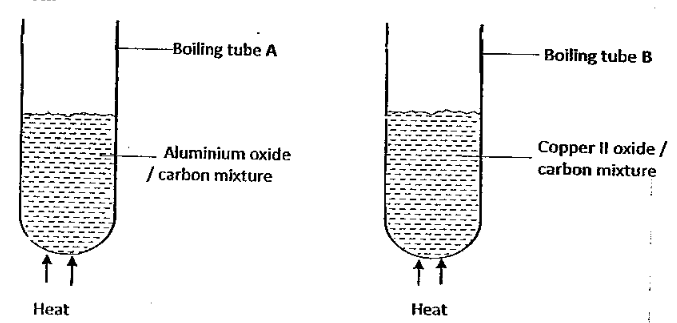 Boiling tube A
Aluminium oxide
/ carbon mixture
Heat
Boiling tube B
Copper II oxide /
carbon mixture
Heat